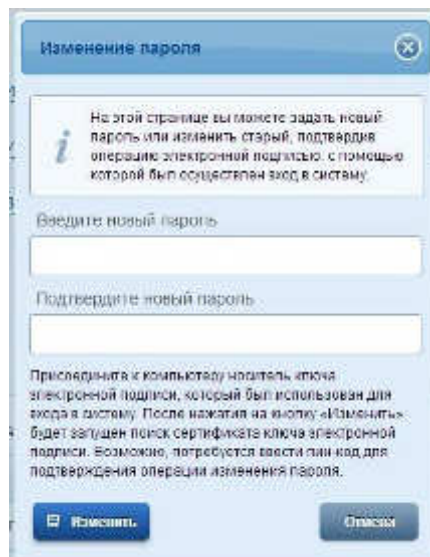 Изменение пароля
На этой странице вы можете задать новый
пароль или изменить старый, подтвердив
операцию электронной подписью, с помощью
которой был осуществлен вход в систему.
Введите новый пароль
Подтвердите новый пароль
Присоедините к компьютеру носитель ключа
электронной подписи, который был использован для
входа в систему. После нажатия на кнопку «Изменить»
будет запущен поиск сертификата ключа электронной
подписи. Возможно, потребуется ввести пин-код для
подтверждения операции изменения пароля.
Изменить
Отмена